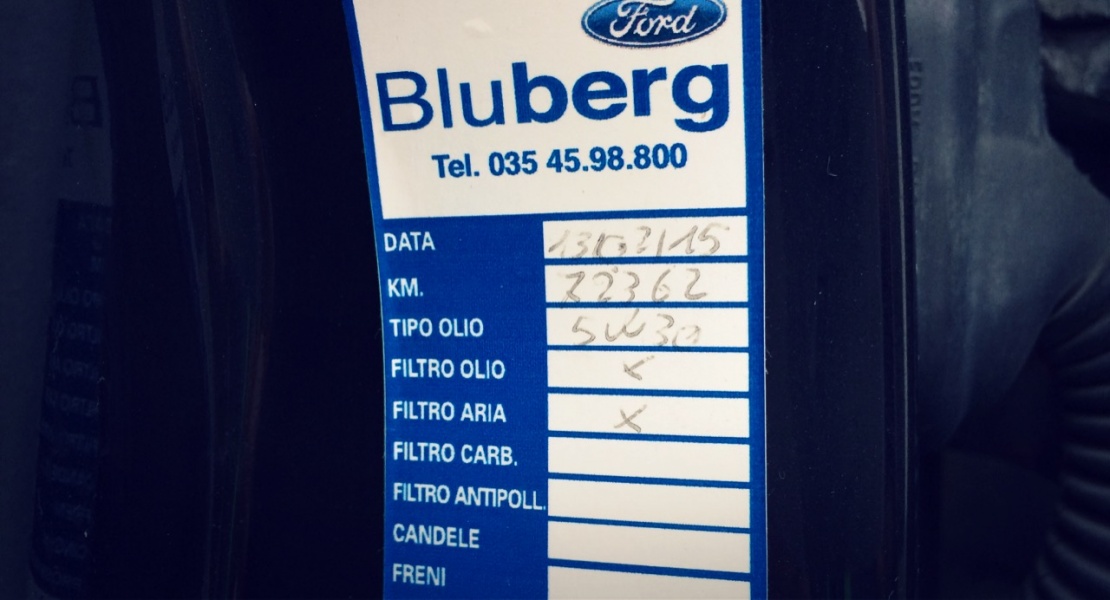 Ford
Bluberg
Tel. 035 45.98.800
DATA
KM. 72362
TIPO OLIO 5W30
FILTRO OLIO x
FILTRO ARIA x
FILTRO CARB.
FILTRO ANTIPOLL.
CANDELE
FRENI